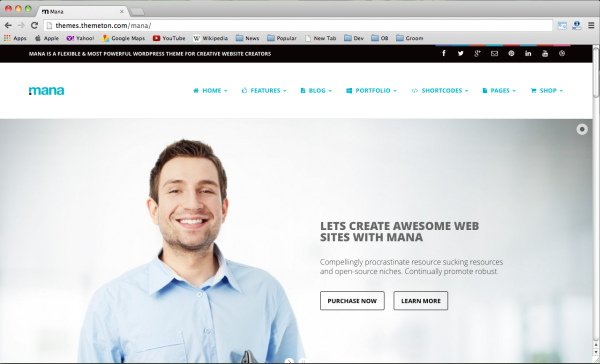 Mana
themes.themeton.com/mana/
Apps Apple Yahoo! Google Maps YouTube Wikipedia News Popular New Tab Dev OB Groom
MANA IS A FLEXIBLE & MOST POWERFUL WORDPRESS THEME FOR CREATIVE WEBSITE CREATORS
mana HOME FEATURES BLOG PORTFOLIO SHORTCODES PAGES SHOP
LETS CREATE AWESOME WEB
SITES WITH MANA
Compellingly procrastinate resource sucking resources
and open-source niches. Continually promote robust.
PURCHASE NOW LEARN MORE